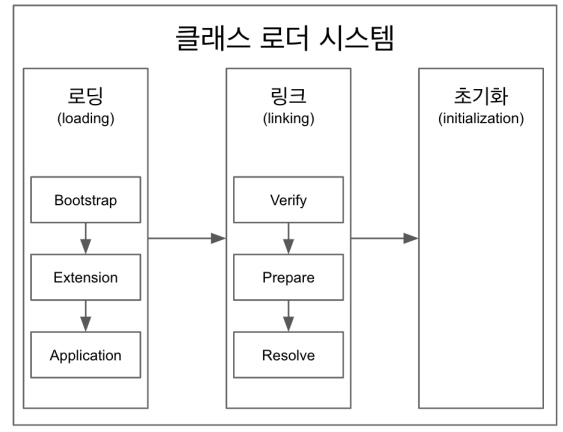 클래스 로더 시스템
로딩
(loading)
Bootstrap
Extension
Application
링크
(linking)
Verify
Prepare
Resolve
초기화
(initialization)